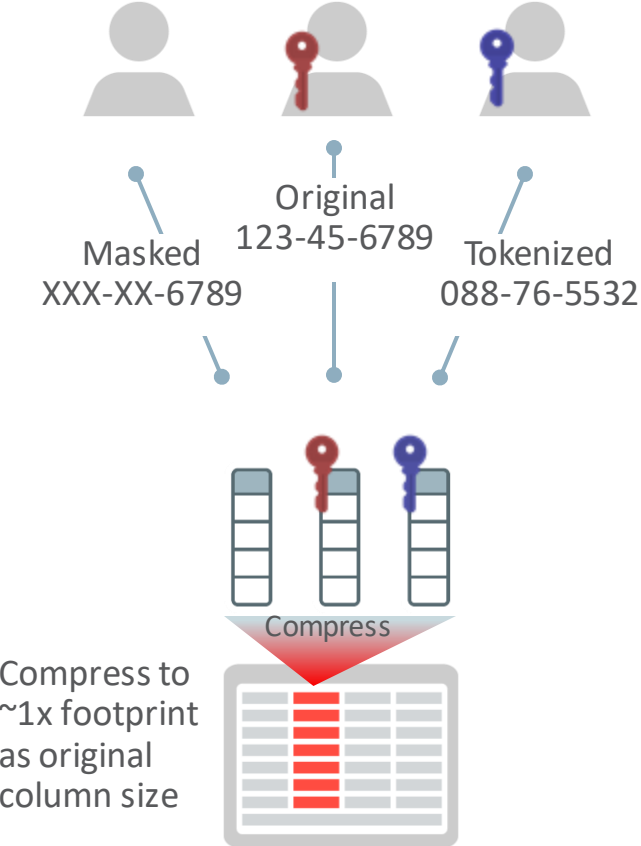 Original
123-45-6789
Masked
XXX-XX-6789
Tokenized
088-76-5532
Compress
Compress to
~1x footprint
as original
column size